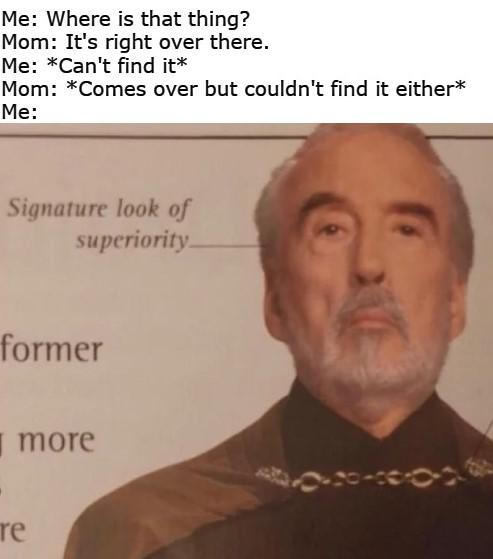 Me: Where is that thing?
Mom: It's right over there.
Me: *Can't find it*
Mom: *Comes over but couldn't find it either*
Me:
Signature look of
superiority
former
more
re